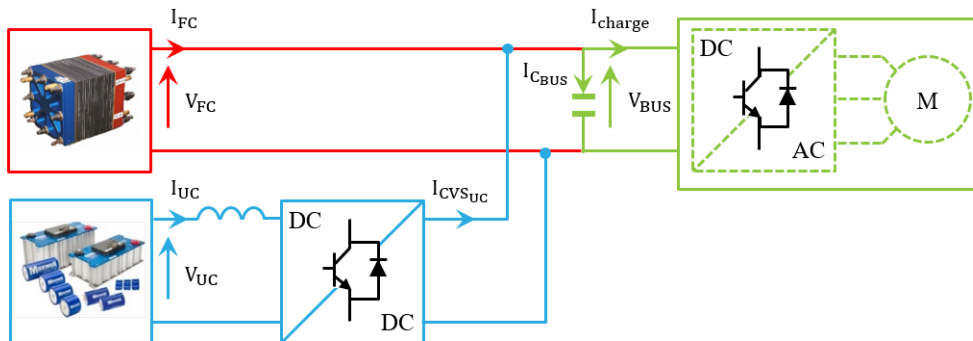 I_FC
V_FC
I_UC
V_UC
DC
DC
I_CVS_UC
I_C_BUS
I_charge
V_BUS
DC
AC
M